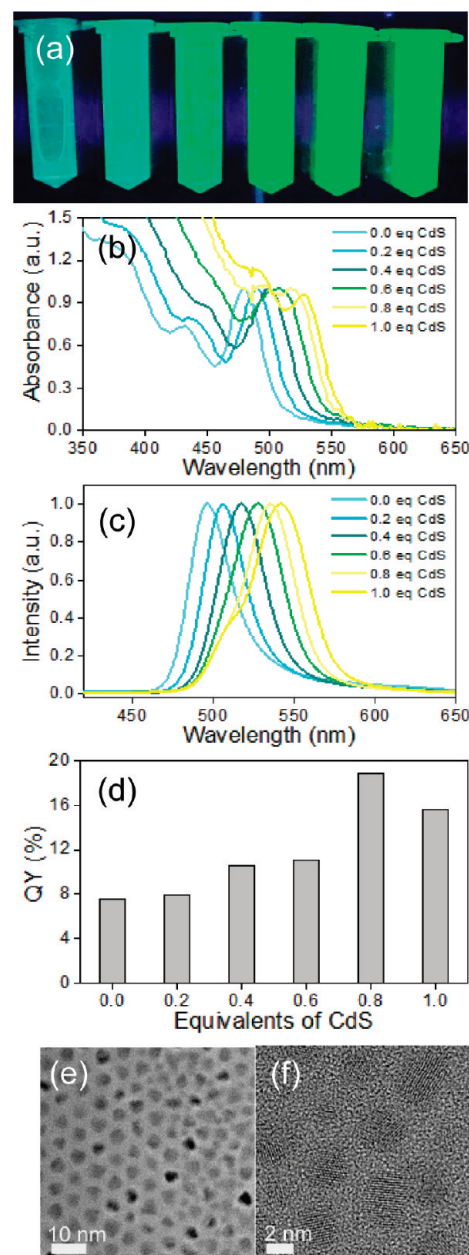 (a)
(b)
1.5
1.2
0.9
0.6
0.3
0.0
Absorbance (a.u.)
0.0 eq CdS
0.2 eq CdS
0.4 eq CdS
0.6 eq CdS
0.8 eq CdS
1.0 eq CdS
350 400 450 500 550 600 650
Wavelength (nm)
(c)
1.0
0.8
0.6
0.4
0.2
0.0
Intensity (a.u.)
0.0 eq CdS
0.2 eq CdS
0.4 eq CdS
0.6 eq CdS
0.8 eq CdS
1.0 eq CdS
450 500 550 600 650
Wavelength (nm)
(d)
20
16
12
8
4
0
QY (%)
0.0 0.2 0.4 0.6 0.8 1.0
Equivalents of CdS
(e)
10 nm
(f)
2 nm